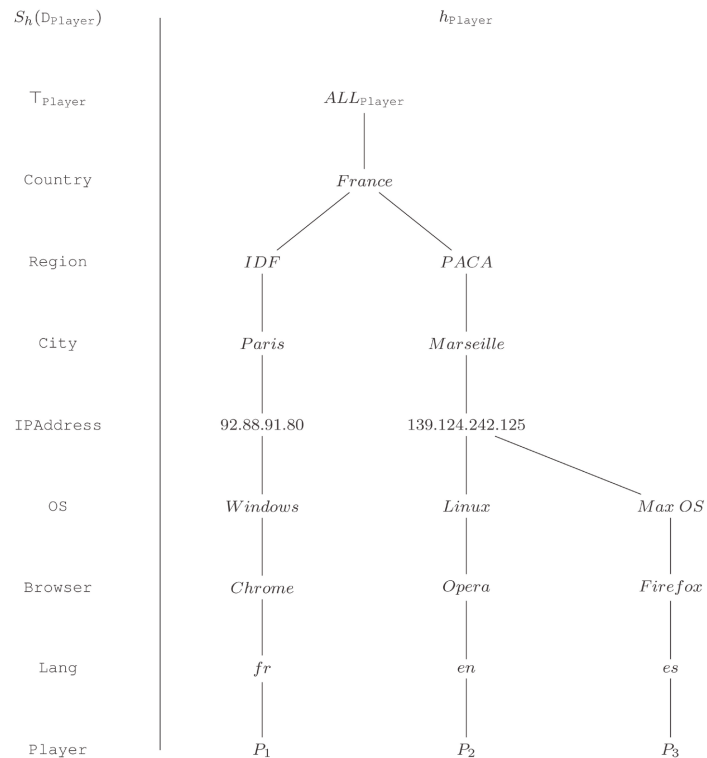 S_h(D_Player) h_Player
⊤_Player ALL_Player
Country France
Region IDF PACA
City Paris Marseille
IPAddress 92.88.91.80 139.124.242.125
OS Windows Linux Max OS
Browser Chrome Opera Firefox
Lang fr en es
Player P_1 P_2 P_3